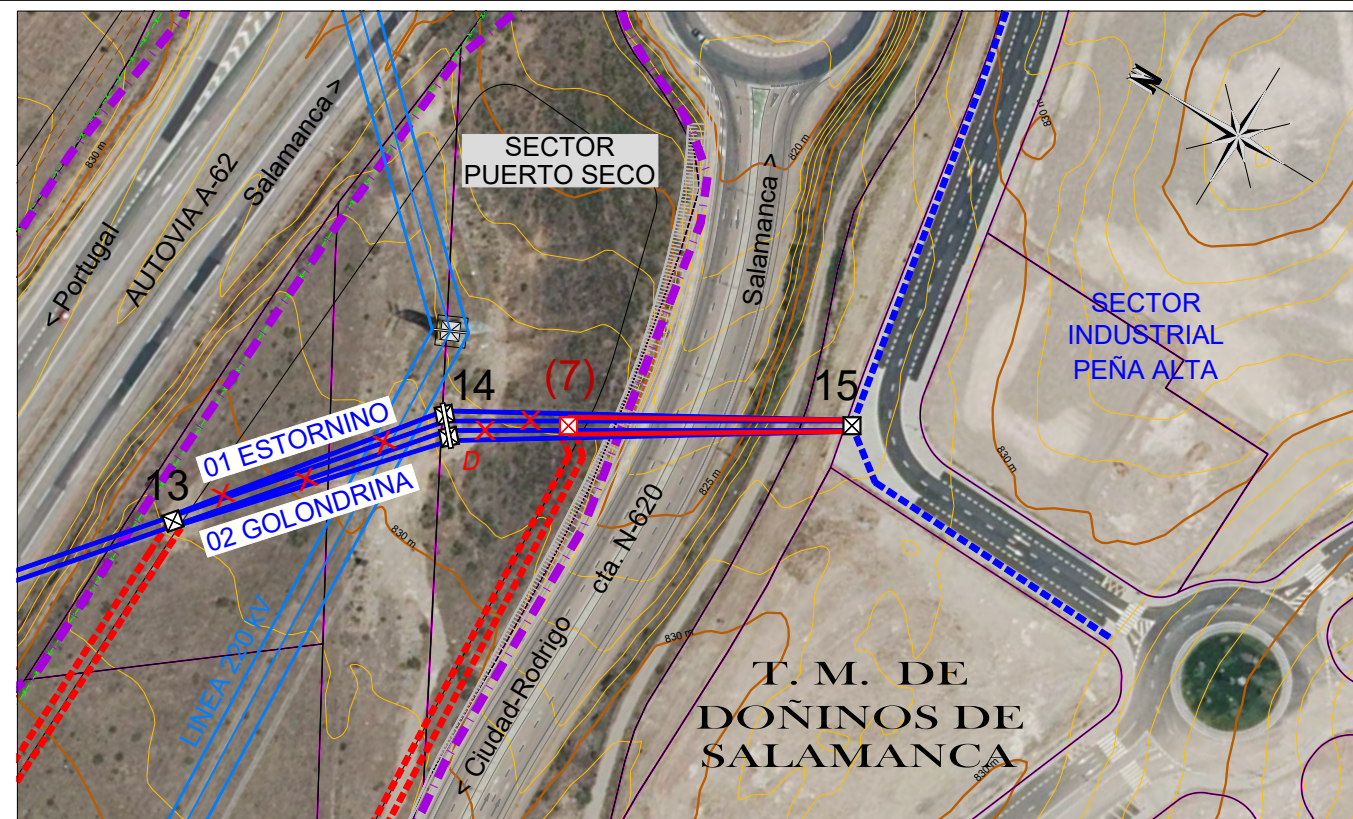 SECTOR
PUERTO SECO
< Portugal
AUTOVIA A-62
Salamanca >
830 m
Salamanca >
820 m
830 m
N
SECTOR
INDUSTRIAL
PEÑA ALTA
14
(7)
15
01 ESTORNINO
13
02 GOLONDRINA
D
830 m
825 m
830 m
cta. N-620
LINEA 220 kV
< Ciudad-Rodrigo
830 m
T. M. DE
DOÑINOS DE
SALAMANCA
830 m